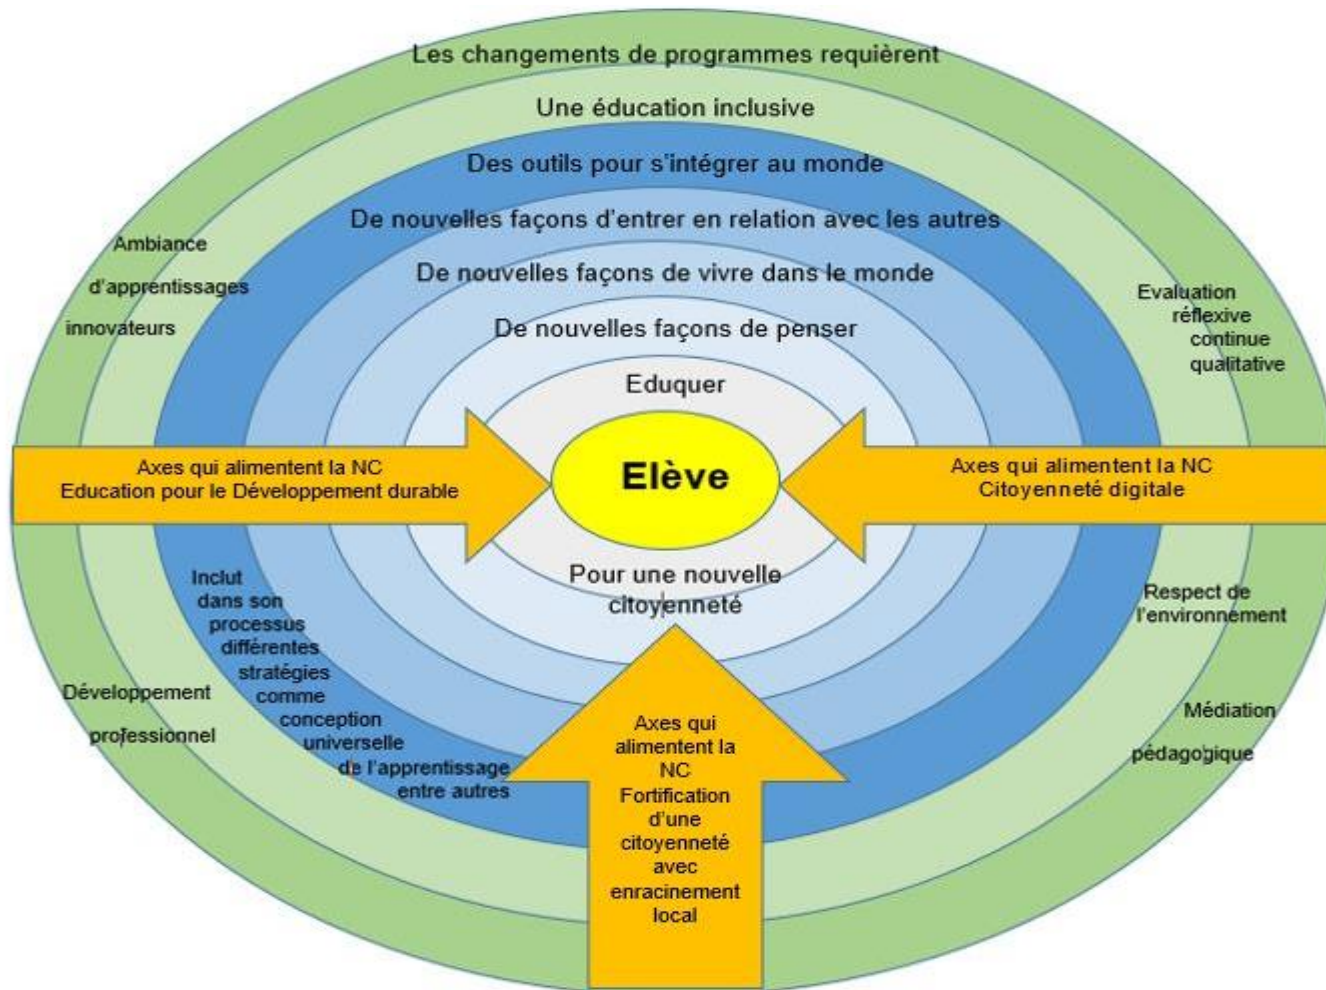 Les changements de programmes requièrent
Une éducation inclusive
Des outils pour s'intégrer au monde
De nouvelles façons d'entrer en relation avec les autres
De nouvelles façons de vivre dans le monde
De nouvelles façons de penser
Eduquer
Elève
Pour une nouvelle
citoyenneté
Ambiance
d'apprentissages
innovateurs
Evaluation
réflexive
continue
qualitative
Axes qui alimentent la NC
Education pour le Développement durable
Axes qui alimentent la NC
Citoyenneté digitale
Inclut
dans son
processus
différentes
stratégies
comme
conception
universelle
de l'apprentissage
entre autres
Développement
professionnel
Respect de
l'environnement
Médiation
pédagogique
Axes qui
alimentent la
NC
Fortification
d'une
citoyenneté
avec
enracinement
local